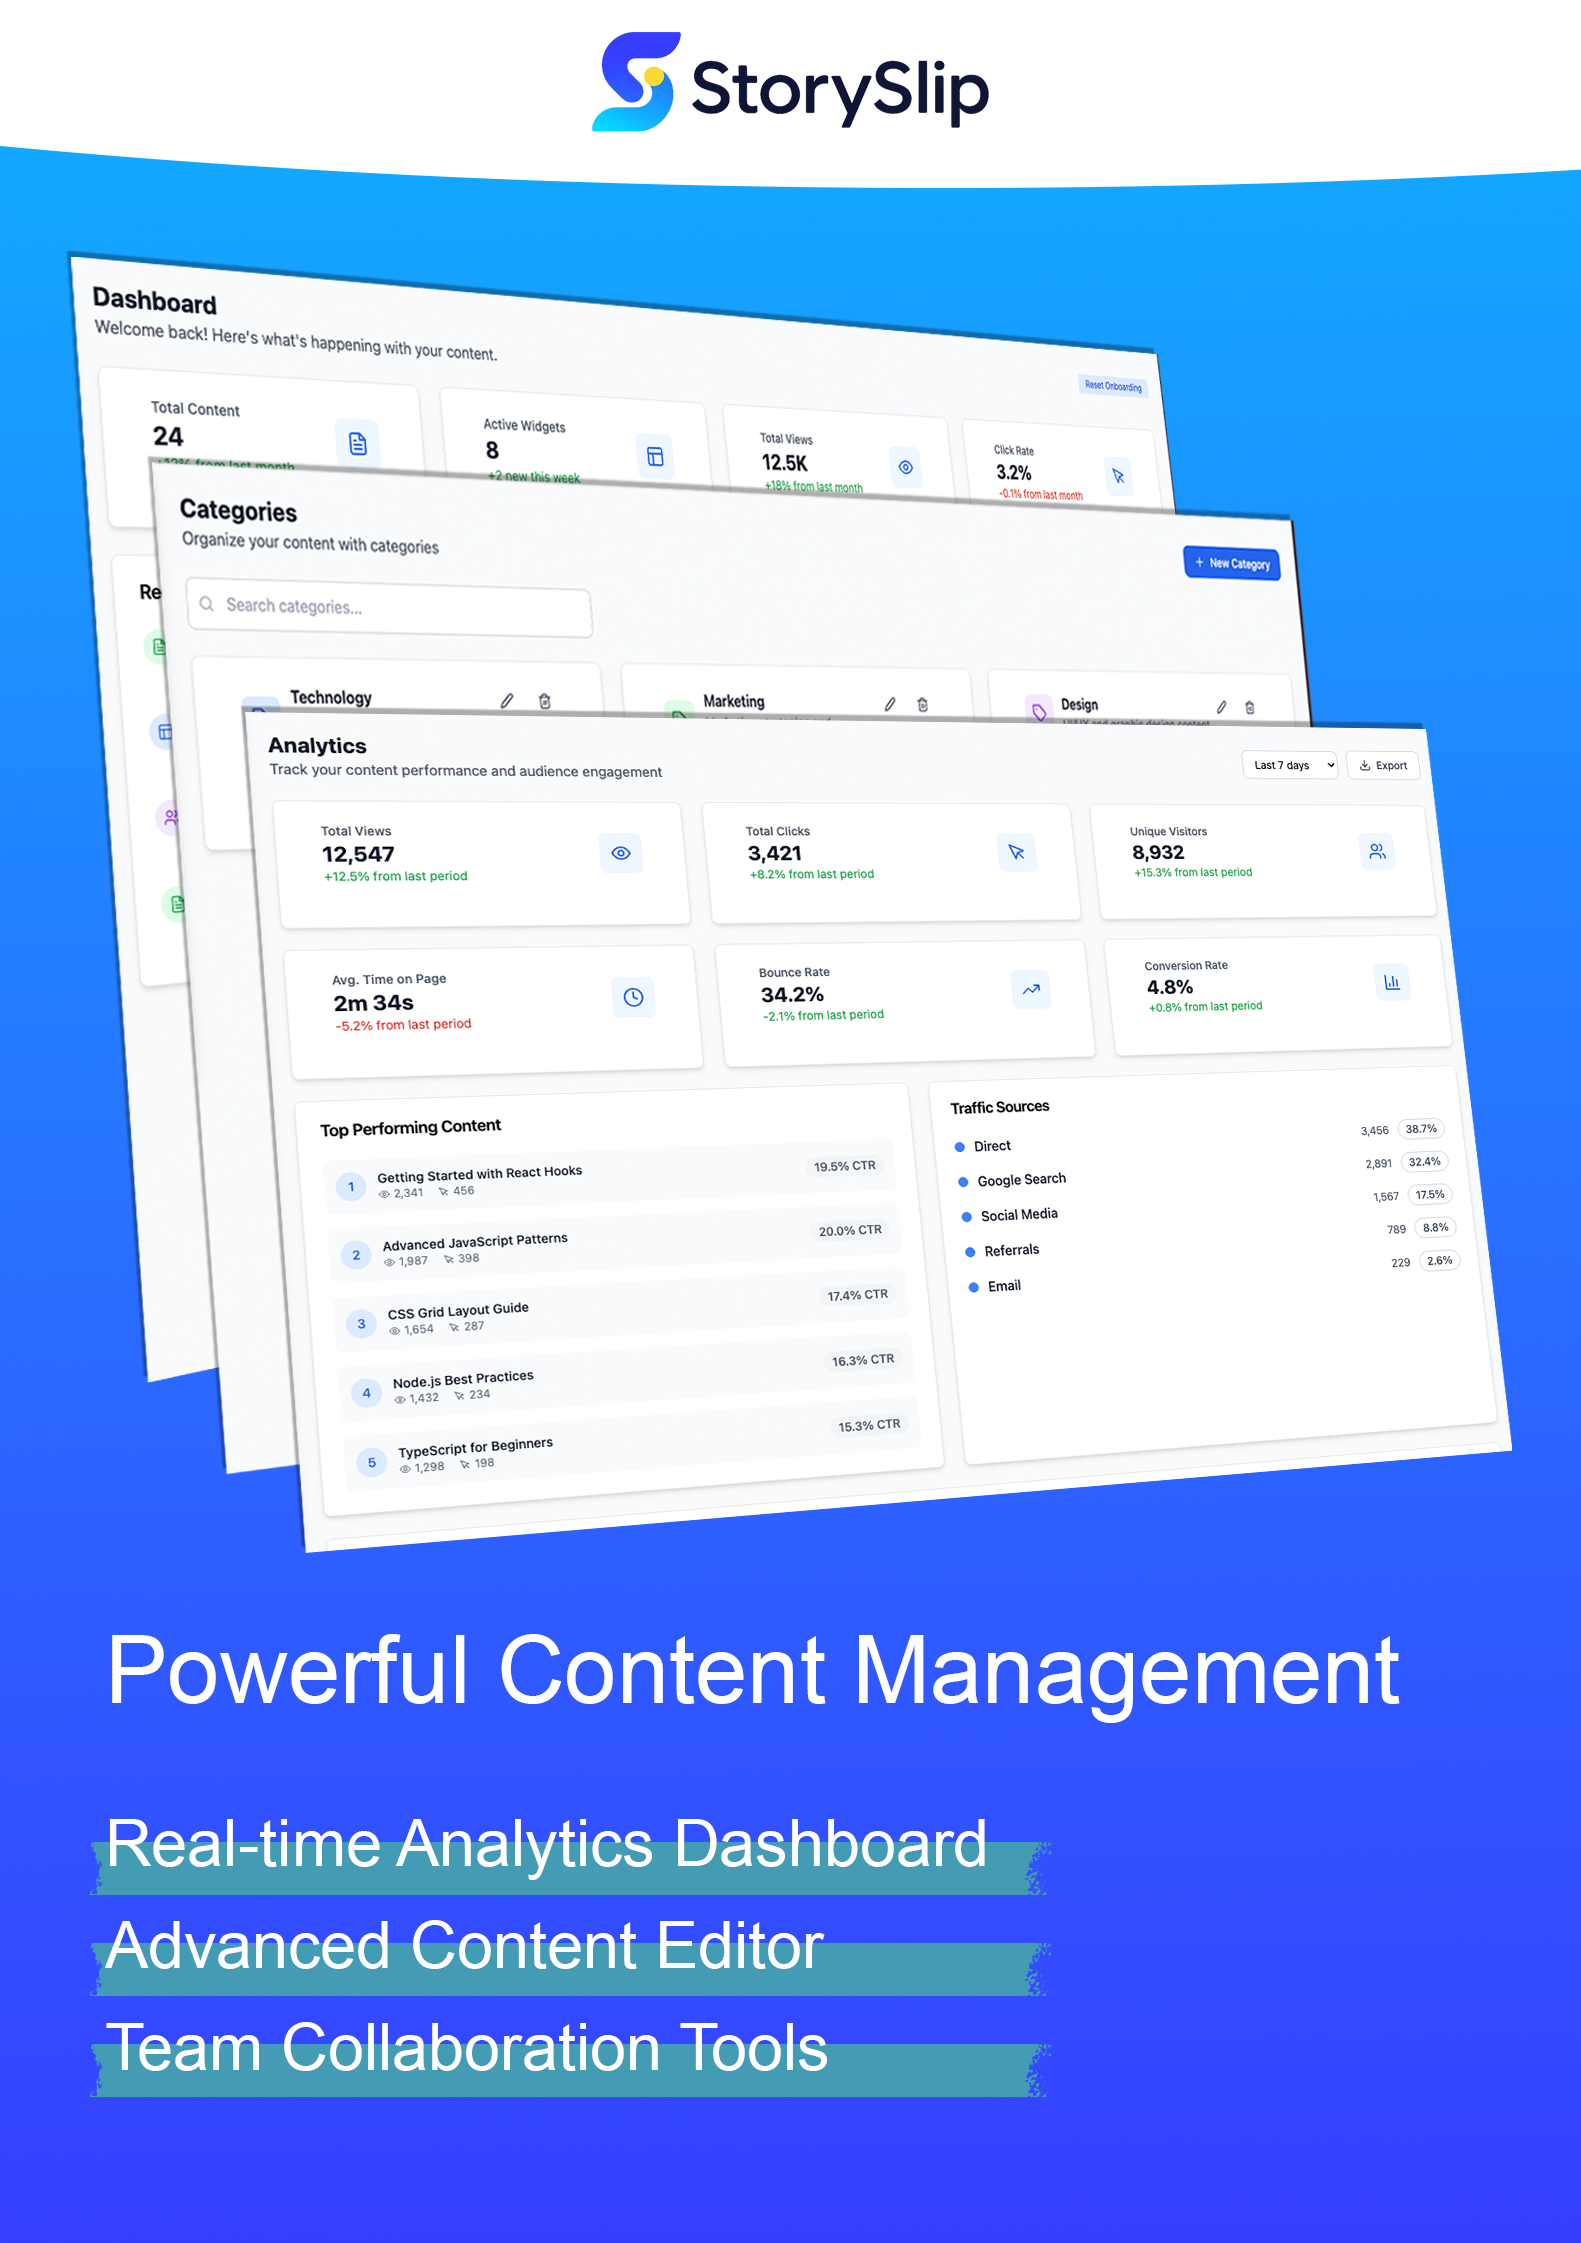 StorySlip
Dashboard
Welcome back! Here's what's happening with your content.
Reset Onboarding
Total Content
24
+12% from last month
Active Widgets
8
+2 new this week
Total Views
12.5K
+18% from last month
Click Rate
3.2%
-0.1% from last month
Re
Categories
Organize your content with categories
+ New Category
Search categories...
Technology
Marketing
Design
UI/UX and graphic design content
Analytics
Track your content performance and audience engagement
Last 7 days
Export
Total Views
12,547
+12.5% from last period
Total Clicks
3,421
+8.2% from last period
Unique Visitors
8,932
+15.3% from last period
Avg. Time on Page
2m 34s
-5.2% from last period
Bounce Rate
34.2%
-2.1% from last period
Conversion Rate
4.8%
+0.8% from last period
Top Performing Content
1 Getting Started with React Hooks 19.5% CTR
2,341 456
2 Advanced JavaScript Patterns 20.0% CTR
1,987 398
3 CSS Grid Layout Guide 17.4% CTR
1,654 287
4 Node.js Best Practices 16.3% CTR
1,432 234
5 TypeScript for Beginners 15.3% CTR
1,298 198
Traffic Sources
Direct 3,456 38.7%
Google Search 2,891 32.4%
Social Media 1,567 17.5%
Referrals 789 8.8%
Email 229 2.6%
Powerful Content Management
Real-time Analytics Dashboard
Advanced Content Editor
Team Collaboration Tools